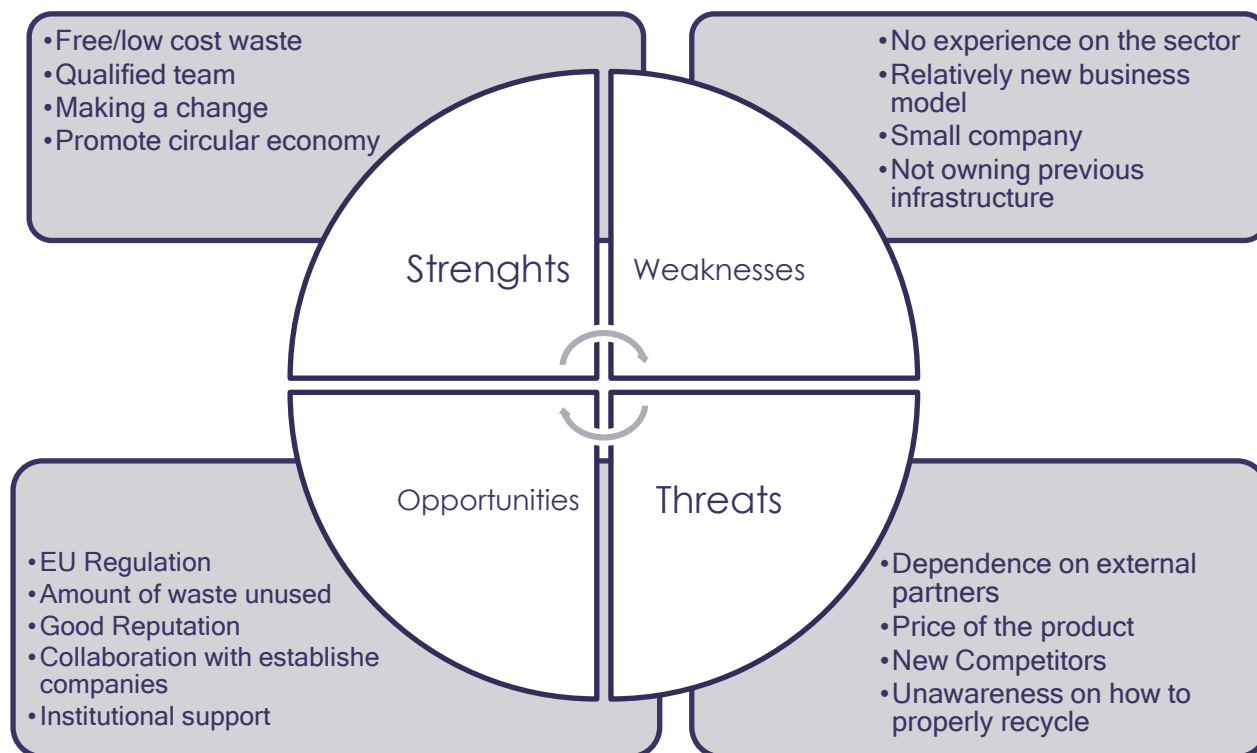 •Free/low cost waste
•Qualified team
•Making a change
•Promote circular economy
•No experience on the sector
•Relatively new business
model
•Small company
•Not owning previous
infrastructure
Strenghts
Weaknesses
Opportunities
Threats
•EU Regulation
•Amount of waste unused
•Good Reputation
•Collaboration with establishe
companies
•Institutional support
•Dependence on external
partners
•Price of the product
•New Competitors
•Unawareness on how to
properly recycle